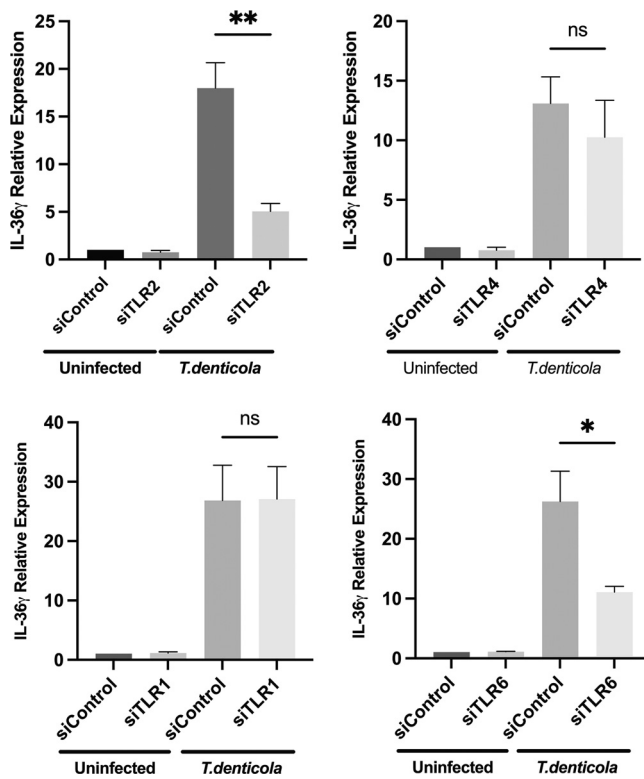 IL-36γ Relative Expression
25
20
15
10
5
0
**
siControl
siTLR2
siControl
siTLR2
Uninfected
T.denticola
IL-36γ Relative Expression
20
15
10
5
0
ns
siControl
siTLR4
siControl
siTLR4
Uninfected
T.denticola
IL-36γ Relative Expression
40
30
20
10
0
ns
siControl
siTLR1
siControl
siTLR1
Uninfected
T.denticola
IL-36γ Relative Expression
40
30
20
10
0
*
siControl
siTLR6
siControl
siTLR6
Uninfected
T.denticola